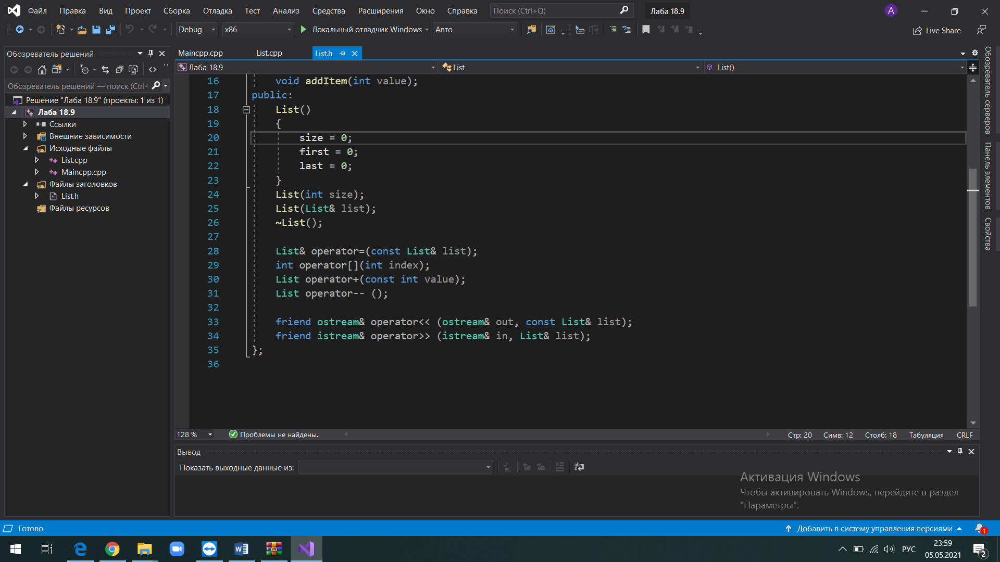 Файл Правка Вид Проект Сборка Отладка Тест Анализ Средства Расширения Окно Справка Поиск (Ctrl+Q) Лаба 18.9 A
Debug x86 Локальный отладчик Windows Авто Live Share
Обозреватель решений
Обозреватель решений — поиск (Ctrl+
Решение "Лаба 18.9" (проекты: 1 из 1)
Лаба 18.9
Ссылки
Внешние зависимости
Исходные файлы
List.cpp
Maincpp.cpp
Файлы заголовков
List.h
Файлы ресурсов
Maincpp.cpp List.cpp List.h
Лаба 18.9 List List()
16 void addItem(int value);
17 public:
18 List()
19 {
20 size = 0;
21 first = 0;
22 last = 0;
23 }
24 List(int size);
25 List(List& list);
26 ~List();
27
28 List& operator=(const List& list);
29 int operator[](int index);
30 List operator+(const int value);
31 List operator-- ();
32
33 friend ostream& operator<< (ostream& out, const List& list);
34 friend istream& operator>> (istream& in, List& list);
35 };
36
128 % Проблемы не найдены. Стр: 20 Симв: 12 Столб: 18 Табуляция CRLF
Вывод
Показать выходные данные из:
Обозреватель серверов
Панель элементов
Свойства
Активация Windows
Чтобы активировать Windows, перейдите в раздел
"Параметры".
Готово Добавить в систему управления версиями 1
РУС 23:59
05.05.2021 2